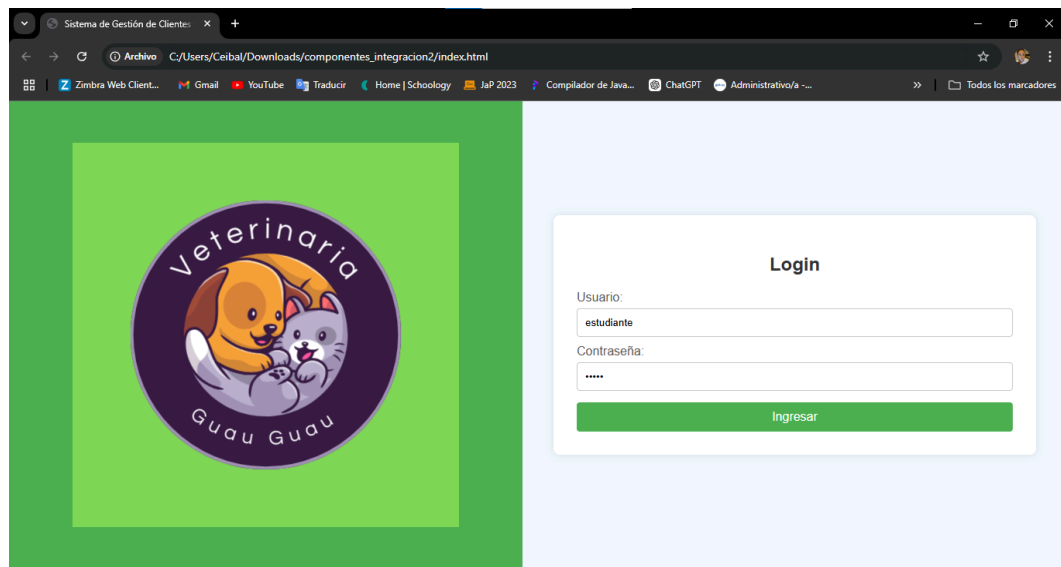 Sistema de Gestión de Clientes
Archivo C:/Users/Ceibal/Downloads/componentes_integracion2/index.html
Zimbra Web Client... Gmail YouTube Traducir Home | Schoology JaP 2023 Compilador de Java... ChatGPT Administrativo/a -... » Todos los marcadores
Veterinaria
Guau Guau
Login
Usuario:
estudiante
Contraseña:
•••••
Ingresar